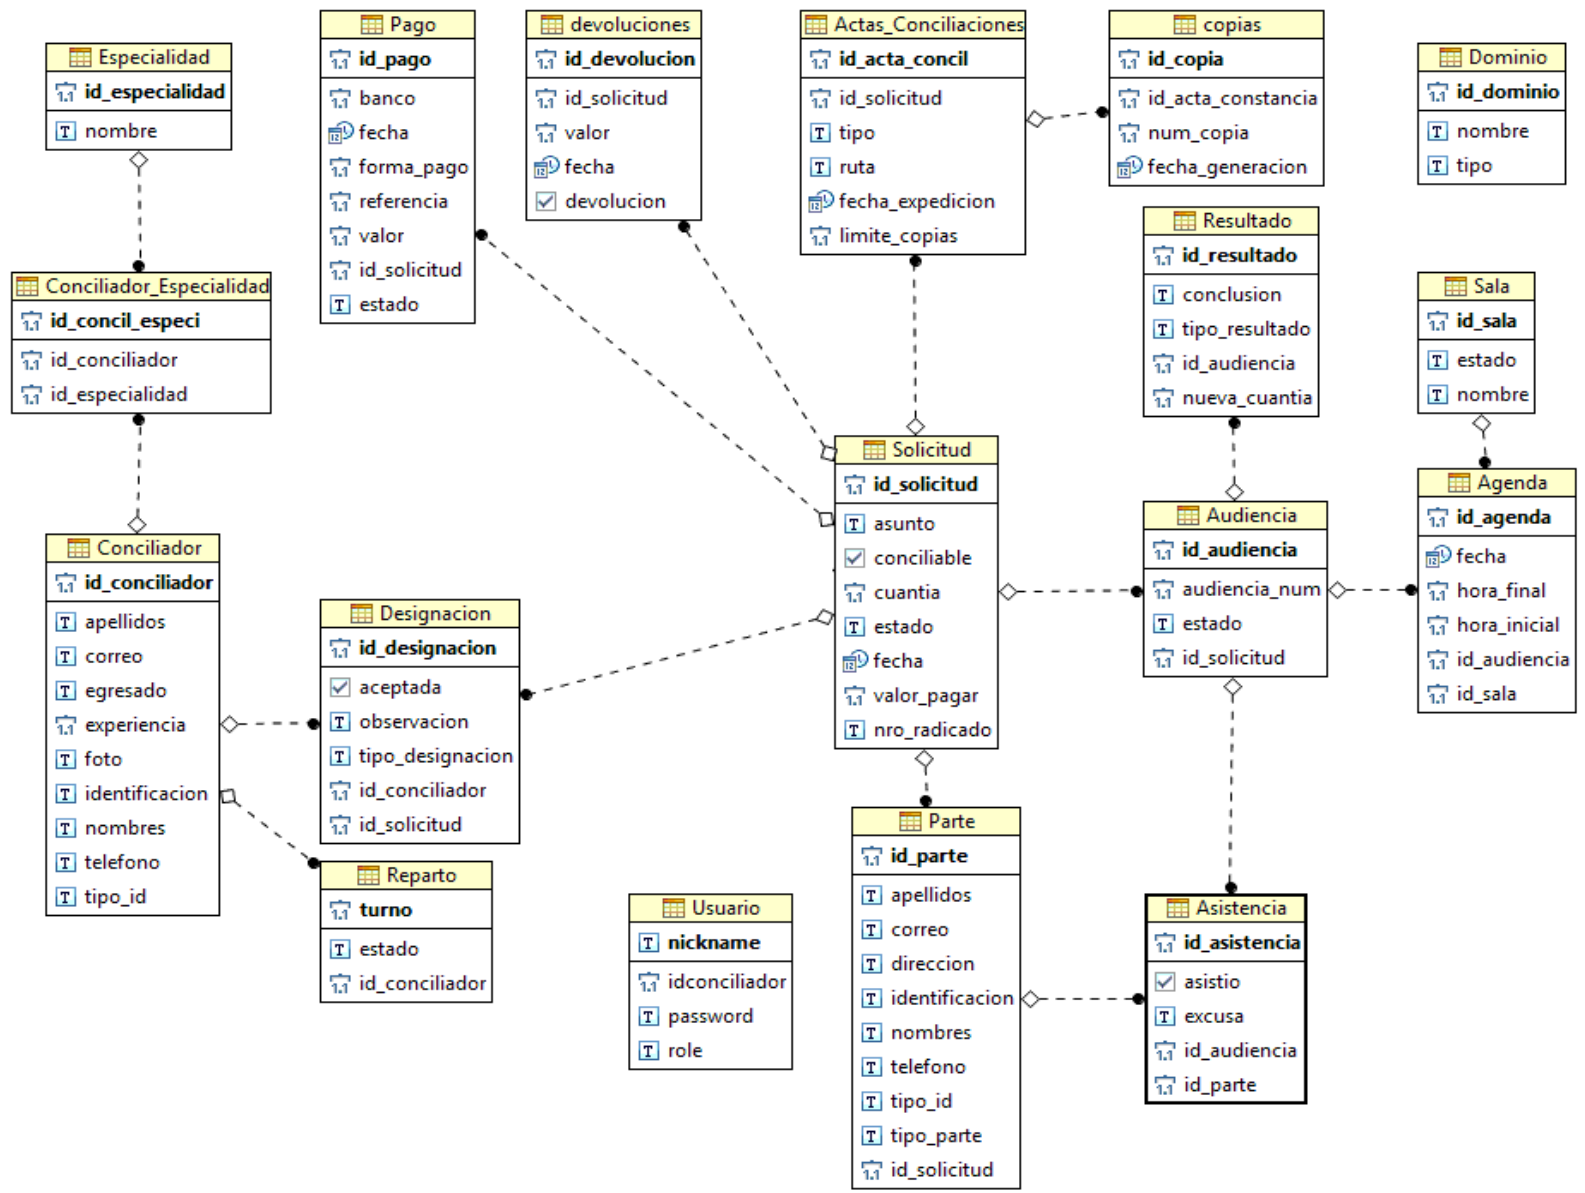 Especialidad
id_especialidad
nombre
Pago
id_pago
banco
fecha
forma_pago
referencia
valor
id_solicitud
estado
devoluciones
id_devolucion
id_solicitud
valor
fecha
devolucion
Actas_Conciliaciones
id_acta_concil
id_solicitud
tipo
ruta
fecha_expedicion
limite_copias
copias
id_copia
id_acta_constancia
num_copia
fecha_generacion
Dominio
id_dominio
nombre
tipo
Conciliador_Especialidad
id_concil_especi
id_conciliador
id_especialidad
Resultado
id_resultado
conclusion
tipo_resultado
id_audiencia
nueva_cuantia
Sala
id_sala
estado
nombre
Solicitud
id_solicitud
asunto
conciliable
cuantia
estado
fecha
valor_pagar
nro_radicado
Audiencia
id_audiencia
audiencia_num
estado
id_solicitud
Agenda
id_agenda
fecha
hora_final
hora_inicial
id_audiencia
id_sala
Conciliador
id_conciliador
apellidos
correo
egresado
experiencia
foto
identificacion
nombres
telefono
tipo_id
Designacion
id_designacion
aceptada
observacion
tipo_designacion
id_conciliador
id_solicitud
Reparto
turno
estado
id_conciliador
Usuario
nickname
idconciliador
password
role
Parte
id_parte
apellidos
correo
direccion
identificacion
nombres
telefono
tipo_id
tipo_parte
id_solicitud
Asistencia
id_asistencia
asistio
excusa
id_audiencia
id_parte